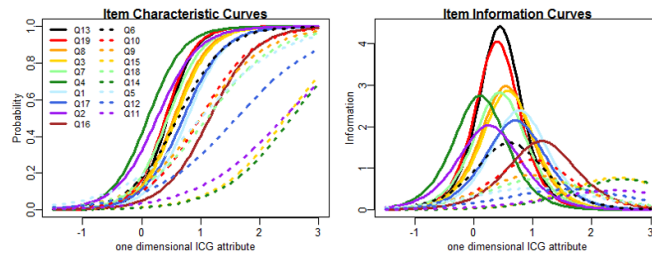 Item Characteristic Curves
Probability
0.0 0.2 0.4 0.6 0.8 1.0
Q13 Q6
Q19 Q10
Q8 Q9
Q3 Q15
Q7 Q18
Q4 Q14
Q1 Q5
Q17 Q12
Q2 Q11
Q16
-1 0 1 2 3
one dimensional ICG attribute
Item Information Curves
Information
0 1 2 3 4
-1 0 1 2 3
one dimensional ICG attribute